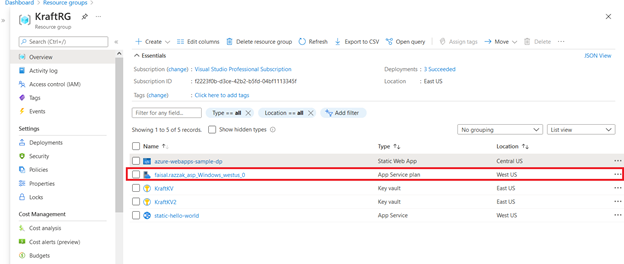 Dashboard > Resource groups >
KraftRG
Resource group
Search (Ctrl+/)
Overview
Activity log
Access control (IAM)
Tags
Events
Settings
Deployments
Security
Policies
Properties
Locks
Cost Management
Cost analysis
Cost alerts (preview)
Budgets
Create Edit columns Delete resource group Refresh Export to CSV Open query Assign tags Move Delete
Essentials JSON View
Subscription (change) : Visual Studio Professional Subscription Deployments : 3 Succeeded
Subscription ID : f2223f0b-d3ce-42b2-b5fd-04bf1113345f Location : East US
Tags (change) : Click here to add tags
Filter for any field... Type == all Location == all Add filter
Showing 1 to 5 of 5 records. Show hidden types No grouping List view
Name Type Location
azure-webapps-sample-dp Static Web App Central US
faisal.razzak_asp_Windows_westus_0 App Service plan West US
KraftKV Key vault East US
KraftKV2 Key vault East US
static-hello-world App Service West US